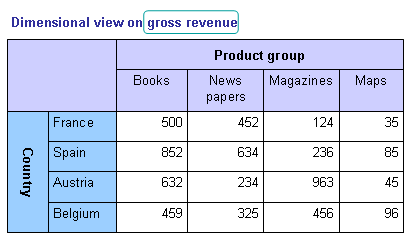 Dimensional view on gross revenue
Product group
Books News papers Magazines Maps
Country
France 500 452 124 35
Spain 852 634 236 85
Austria 632 234 963 45
Belgium 459 325 456 96